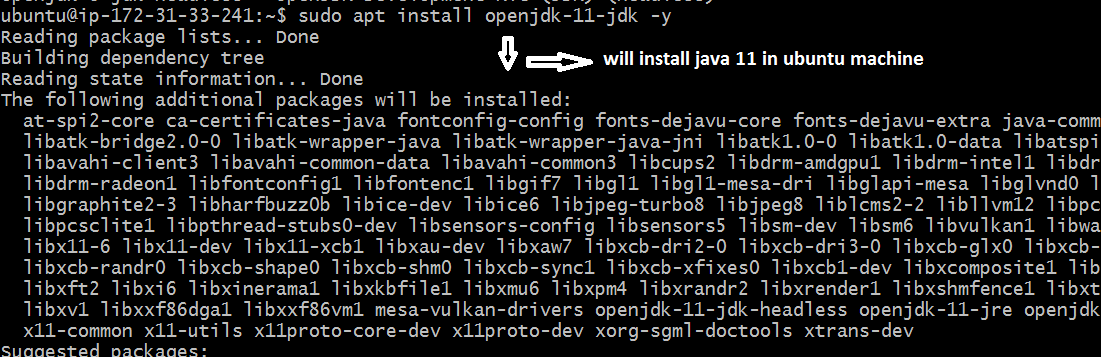 ubuntu@ip-172-31-33-241:~$ sudo apt install openjdk-11-jdk -y
Reading package lists... Done
Building dependency tree
will install java 11 in ubuntu machine
Reading state information... Done
The following additional packages will be installed:
at-spi2-core ca-certificates-java fontconfig-config fonts-dejavu-core fonts-dejavu-extra java-comm
libatk-bridge2.0-0 libatk-wrapper-java libatk-wrapper-java-jni libatk1.0-0 libatk1.0-data libatspi
libavahi-client3 libavahi-common-data libavahi-common3 libcups2 libdrm-amdgpu1 libdrm-intel1 libdr
libdrm-radeon1 libfontconfig1 libfontenc1 libgif7 libgl1 libgl1-mesa-dri libglapi-mesa libglvnd0 l
libgraphite2-3 libharfbuzz0b libice-dev libice6 libjpeg-turbo8 libjpeg8 liblcms2-2 libllvm12 libpc
libpcsclite1 libpthread-stubs0-dev libsensors-config libsensors5 libsm-dev libsm6 libvulkan1 libwa
libx11-6 libx11-dev libx11-xcb1 libxau-dev libxaw7 libxcb-dri2-0 libxcb-dri3-0 libxcb-glx0 libxcb-
libxcb-randr0 libxcb-shape0 libxcb-shm0 libxcb-sync1 libxcb-xfixes0 libxcb1-dev libxcomposite1 lib
libxft2 libxi6 libxinerama1 libxkbfile1 libxmu6 libxpm4 libxrandr2 libxrender1 libxshmfence1 libxt
libxv1 libxxf86dga1 libxxf86vm1 mesa-vulkan-drivers openjdk-11-jdk-headless openjdk-11-jre openjdk
x11-common x11-utils x11proto-core-dev x11proto-dev xorg-sgml-doctools xtrans-dev
Suggested packages: